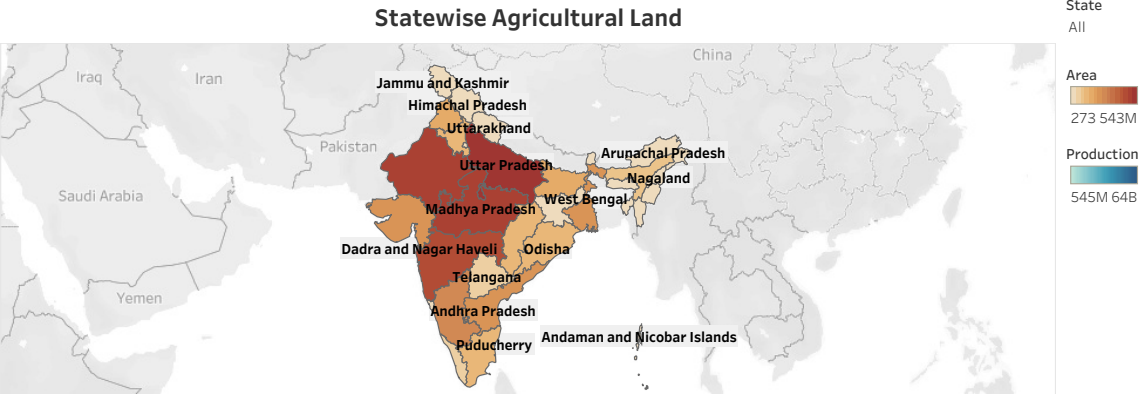 Statewise Agricultural Land
State
All
Area
273 543M
Production
545M 64B
Iraq
Iran
China
Pakistan
Saudi Arabia
Yemen
Jammu and Kashmir
Himachal Pradesh
Uttarakhand
Arunachal Pradesh
Uttar Pradesh
Nagaland
West Bengal
Madhya Pradesh
Dadra and Nagar Haveli
Odisha
Telangana
Andhra Pradesh
Andaman and Nicobar Islands
Puducherry